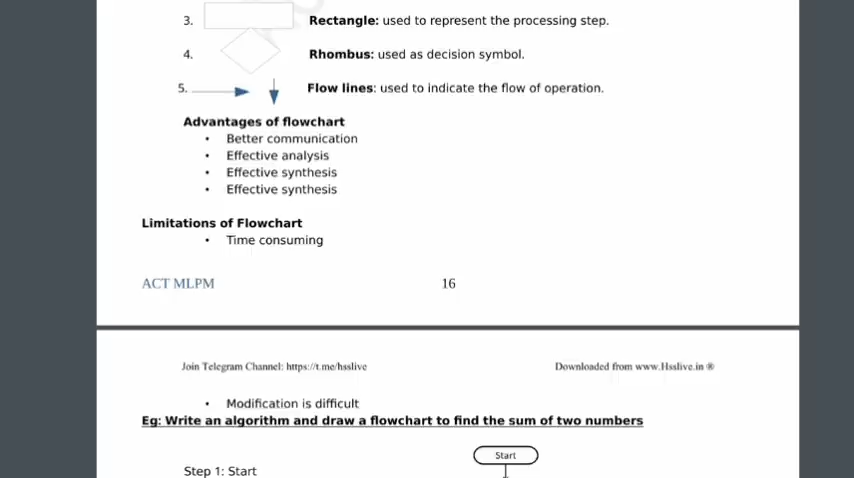 3. Rectangle: used to represent the processing step.
4. Rhombus: used as decision symbol.
5. Flow lines: used to indicate the flow of operation.
Advantages of flowchart
• Better communication
• Effective analysis
• Effective synthesis
• Effective synthesis
Limitations of Flowchart
• Time consuming
ACT MLPM 16
Join Telegram Channel: https://t.me/hsslive Downloaded from www.Hsslive.in ®
• Modification is difficult
Eg: Write an algorithm and draw a flowchart to find the sum of two numbers
Start
Step 1: Start